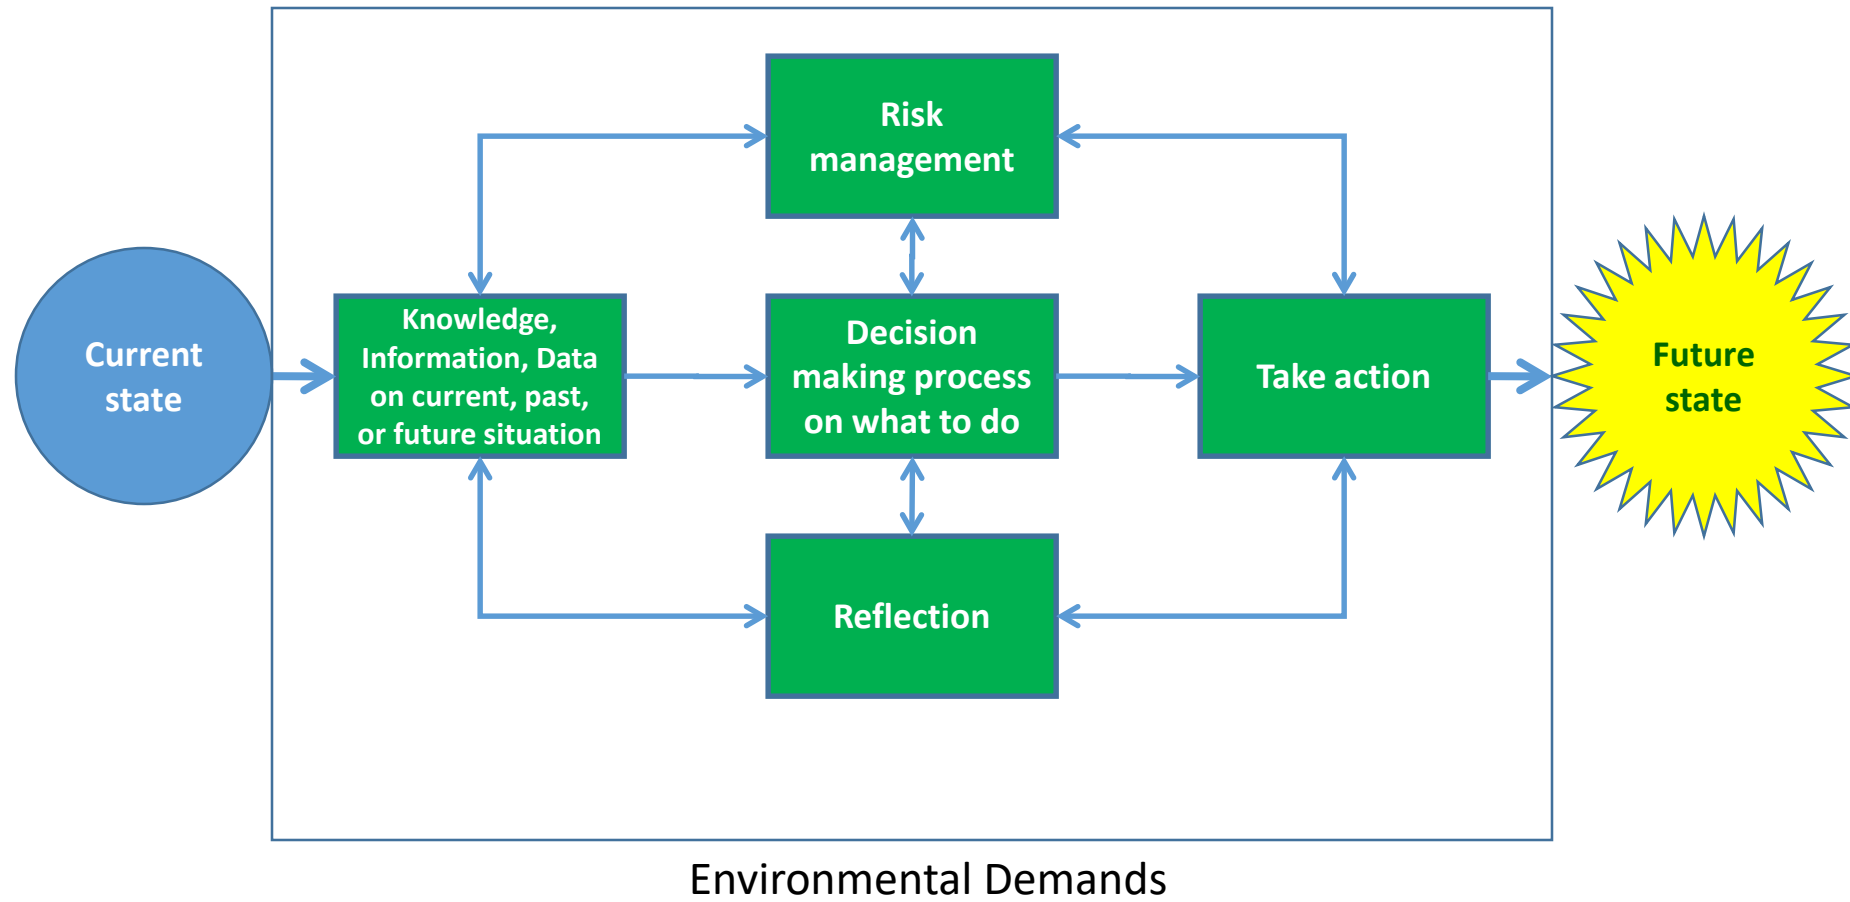 Risk
management
Current
state
Knowledge,
Information, Data
on current, past,
or future situation
Decision
making process
on what to do
Take action
Future
state
Reflection
Environmental Demands